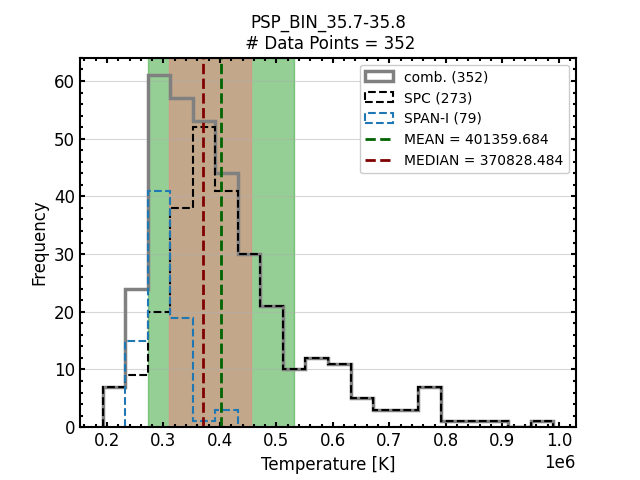 PSP_BIN_35.7-35.8
# Data Points = 352
comb. (352)
SPC (273)
SPAN-I (79)
MEAN = 401359.684
MEDIAN = 370828.484
Frequency
60
50
40
30
20
10
0
0.2 0.3 0.4 0.5 0.6 0.7 0.8 0.9 1.0
1e6
Temperature [K]